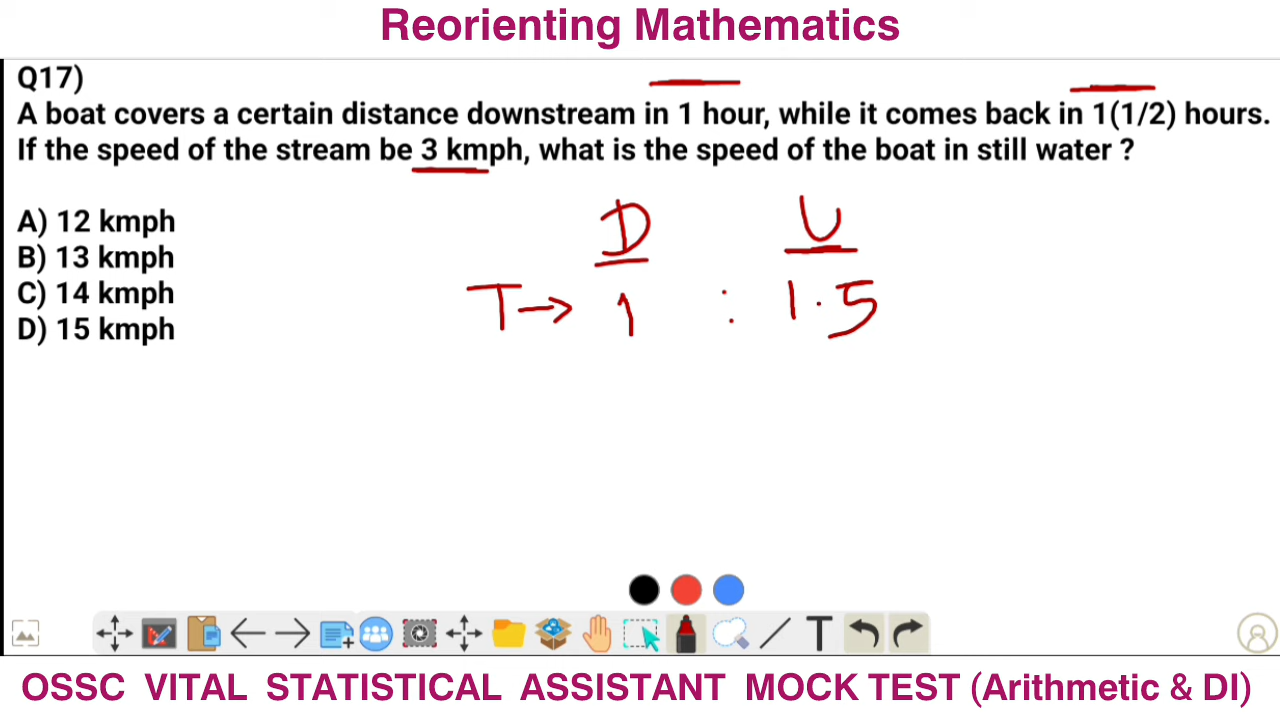 Reorienting Mathematics
Q17)
A boat covers a certain distance downstream in 1 hour, while it comes back in 1(1/2) hours.
If the speed of the stream be 3 kmph, what is the speed of the boat in still water ?
A) 12 kmph
B) 13 kmph
C) 14 kmph
D) 15 kmph
D U
T→ 1 : 1.5
T
OSSC VITAL STATISTICAL ASSISTANT MOCK TEST (Arithmetic & DI)